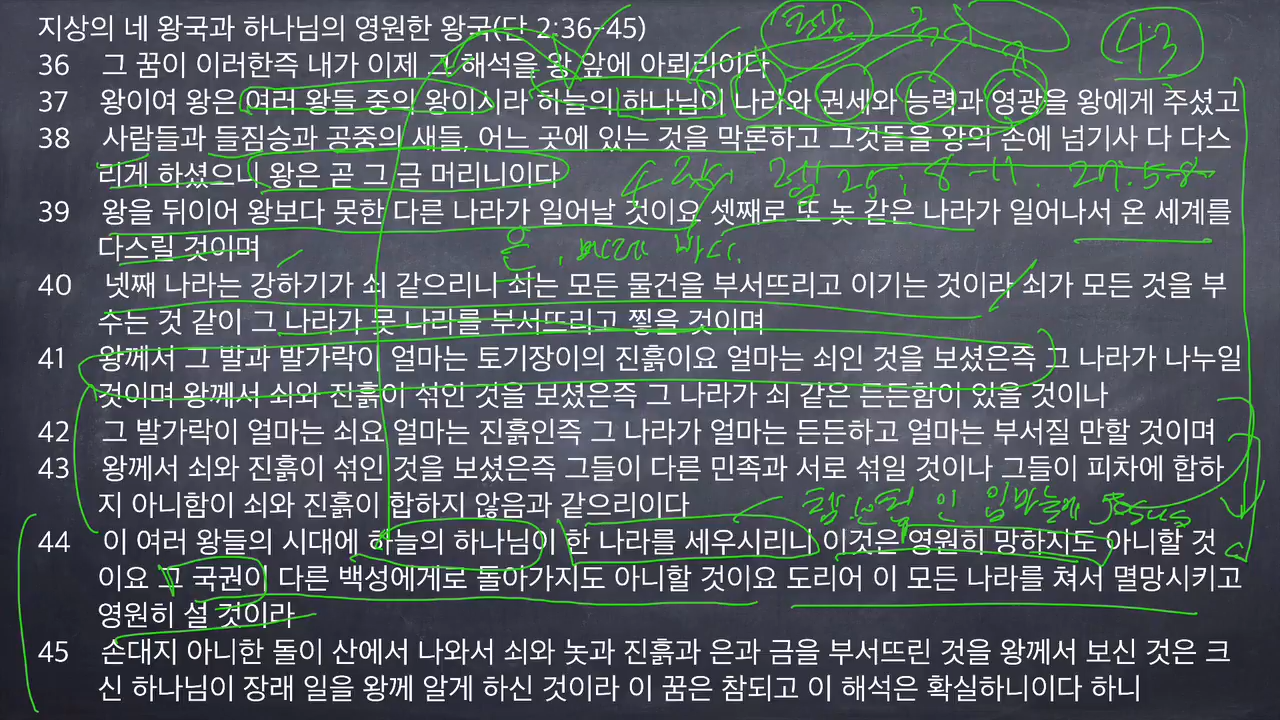 지상의 네 왕국과 하나님의 영원한 왕국(단 2:36-45)
43
36 그 꿈이 이러한즉 내가 이제 그 해석을 왕 앞에 아뢰리이다
37 왕이여 왕은 여러 왕들 중의 왕이시라 하늘의 하나님이 나라와 권세와 능력과 영광을 왕에게 주셨고
38 사람들과 들짐승과 공중의 새들, 어느 곳에 있는 것을 막론하고 그것들을 왕의 손에 넘기사 다 다스
리게 하셨으니 왕은 곧 그 금 머리니이다
렘 25:8-11. 27:5-8
39 왕을 뒤이어 왕보다 못한 다른 나라가 일어날 것이요 셋째로 또 놋 같은 나라가 일어나서 온 세계를
다스릴 것이며
은, 메대 바사.
40 넷째 나라는 강하기가 쇠 같으리니 쇠는 모든 물건을 부서뜨리고 이기는 것이라 쇠가 모든 것을 부
수는 것 같이 그 나라가 뭇 나라를 부서뜨리고 찧을 것이며
41 왕께서 그 발과 발가락이 얼마는 토기장이의 진흙이요 얼마는 쇠인 것을 보셨은즉 그 나라가 나누일
것이며 왕께서 쇠와 진흙이 섞인 것을 보셨은즉 그 나라가 쇠 같은 든든함이 있을 것이나
42 그 발가락이 얼마는 쇠요 얼마는 진흙인즉 그 나라가 얼마는 든든하고 얼마는 부서질 만할 것이며
43 왕께서 쇠와 진흙이 섞인 것을 보셨은즉 그들이 다른 민족과 서로 섞일 것이나 그들이 피차에 합하
지 아니함이 쇠와 진흙이 합하지 않음과 같으리이다
인 임마누엘 Jesus
44 이 여러 왕들의 시대에 하늘의 하나님이 한 나라를 세우시리니 이것은 영원히 망하지도 아니할 것
이요 그 국권이 다른 백성에게로 돌아가지도 아니할 것이요 도리어 이 모든 나라를 쳐서 멸망시키고
영원히 설 것이라
45 손대지 아니한 돌이 산에서 나와서 쇠와 놋과 진흙과 은과 금을 부서뜨린 것을 왕께서 보신 것은 크
신 하나님이 장래 일을 왕께 알게 하신 것이라 이 꿈은 참되고 이 해석은 확실하니이다 하니